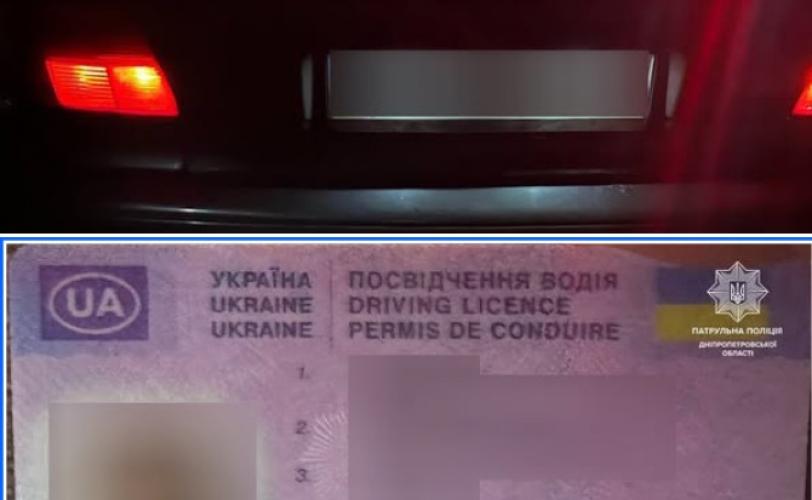 UA
УКРАЇНА
UKRAINE
UKRAINE
ПОСВІДЧЕННЯ ВОДІЯ
DRIVING LICENCE
PERMIS DE CONDUIRE
ПАТРУЛЬНА ПОЛІЦІЯ
ДНІПРОПЕТРОВСЬКОЇ
ОБЛАСТІ
1.
2.
3.